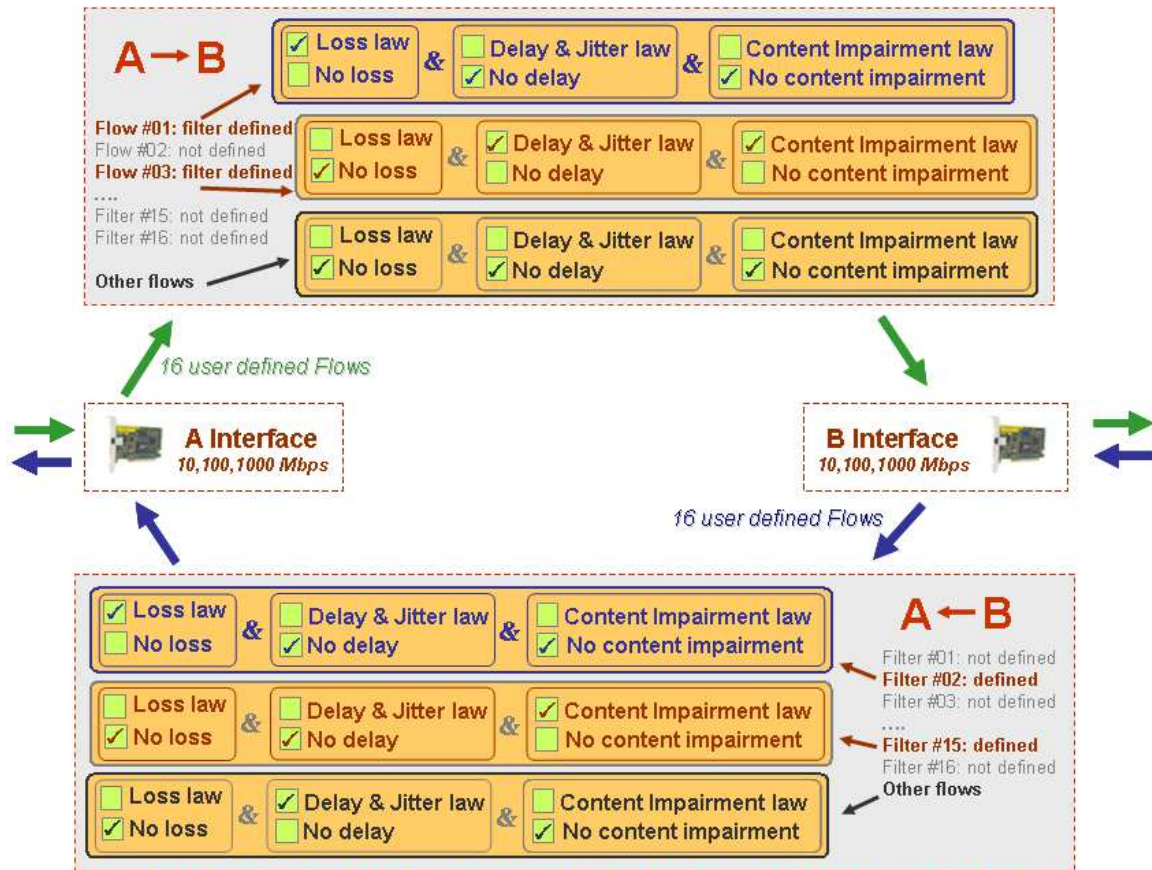 A → B
✓ Loss law & Delay & Jitter law & Content Impairment law
No loss ✓ No delay ✓ No content impairment
Flow #01: filter defined
Flow #02: not defined
Flow #03: filter defined
....
Filter #15: not defined
Filter #16: not defined
Other flows
Loss law & ✓ Delay & Jitter law & ✓ Content Impairment law
✓ No loss No delay No content impairment
Loss law & Delay & Jitter law & Content Impairment law
✓ No loss ✓ No delay ✓ No content impairment
16 user defined Flows
A Interface
10,100,1000 Mbps
B Interface
10,100,1000 Mbps
16 user defined Flows
✓ Loss law & Delay & Jitter law & Content Impairment law
No loss ✓ No delay ✓ No content impairment
Loss law & Delay & Jitter law & ✓ Content Impairment law
✓ No loss ✓ No delay No content impairment
Loss law & ✓ Delay & Jitter law & Content Impairment law
✓ No loss No delay ✓ No content impairment
A ← B
Filter #01: not defined
Filter #02: defined
Filter #03: not defined
....
Filter #15: defined
Filter #16: not defined
Other flows